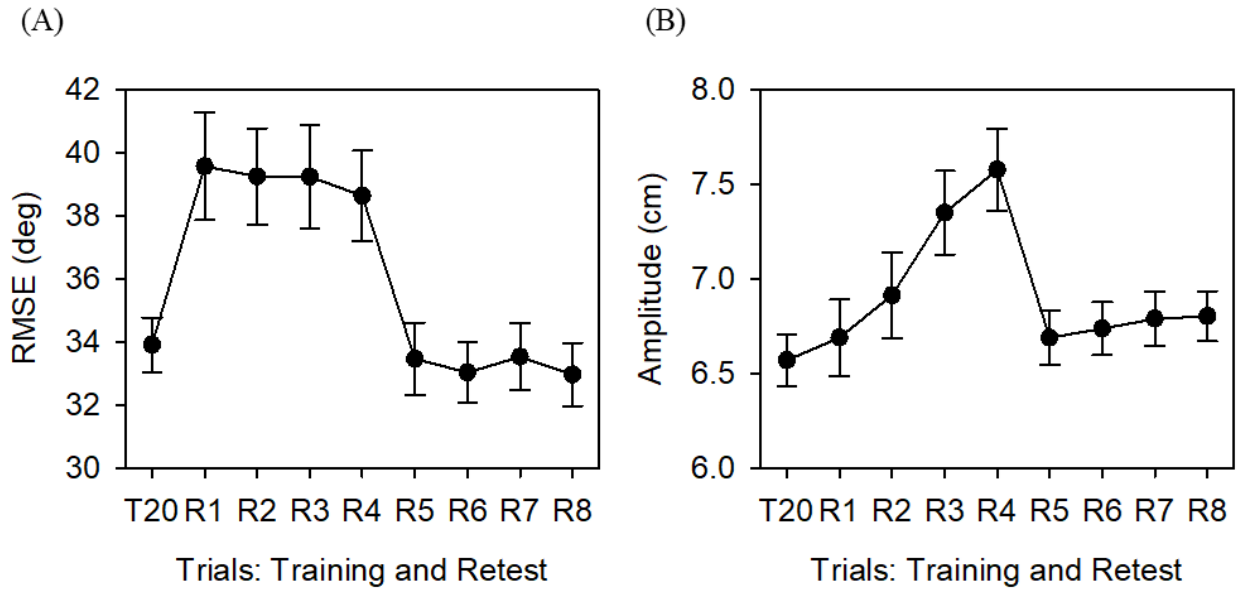 (A)
RMSE (deg)
42
40
38
36
34
32
30
T20 R1 R2 R3 R4 R5 R6 R7 R8
Trials: Training and Retest
(B)
Amplitude (cm)
8.0
7.5
7.0
6.5
6.0
T20 R1 R2 R3 R4 R5 R6 R7 R8
Trials: Training and Retest